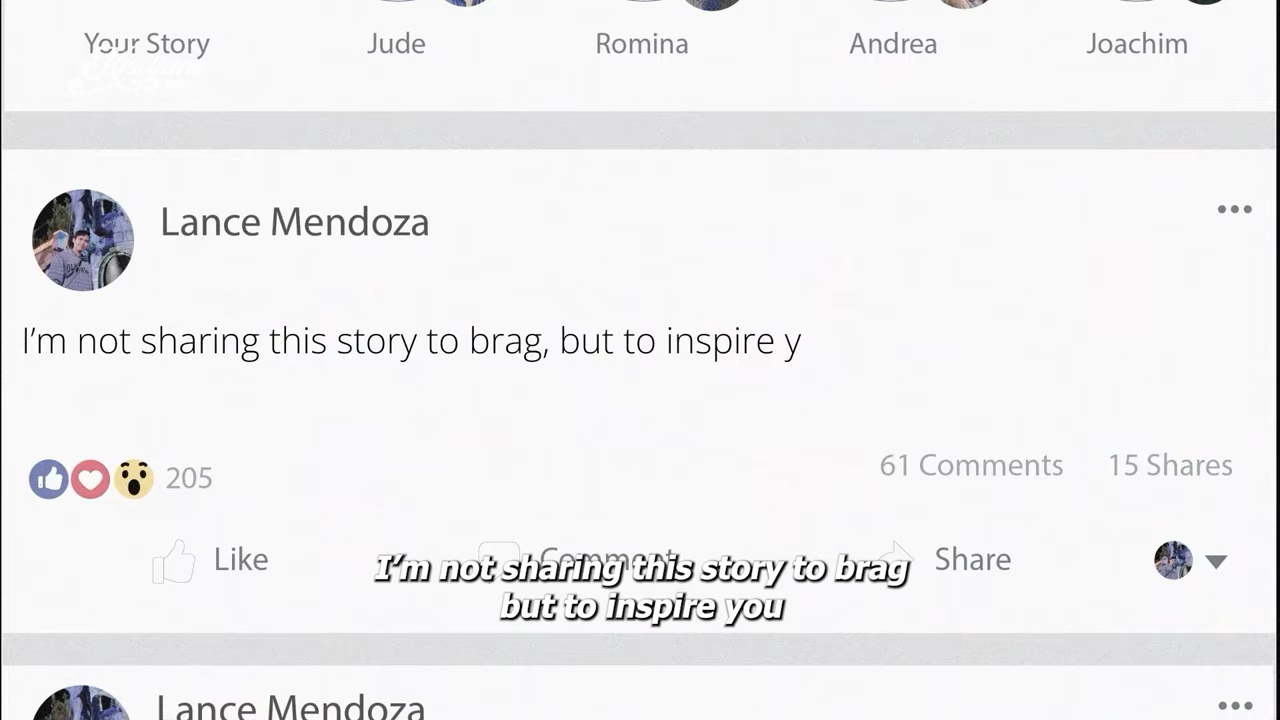 Your Story Jude Romina Andrea Joachim
Lance Mendoza
I’m not sharing this story to brag, but to inspire y
205 61 Comments 15 Shares
Like Comment Share
I’m not sharing this story to brag
but to inspire you
Lance Mendoza